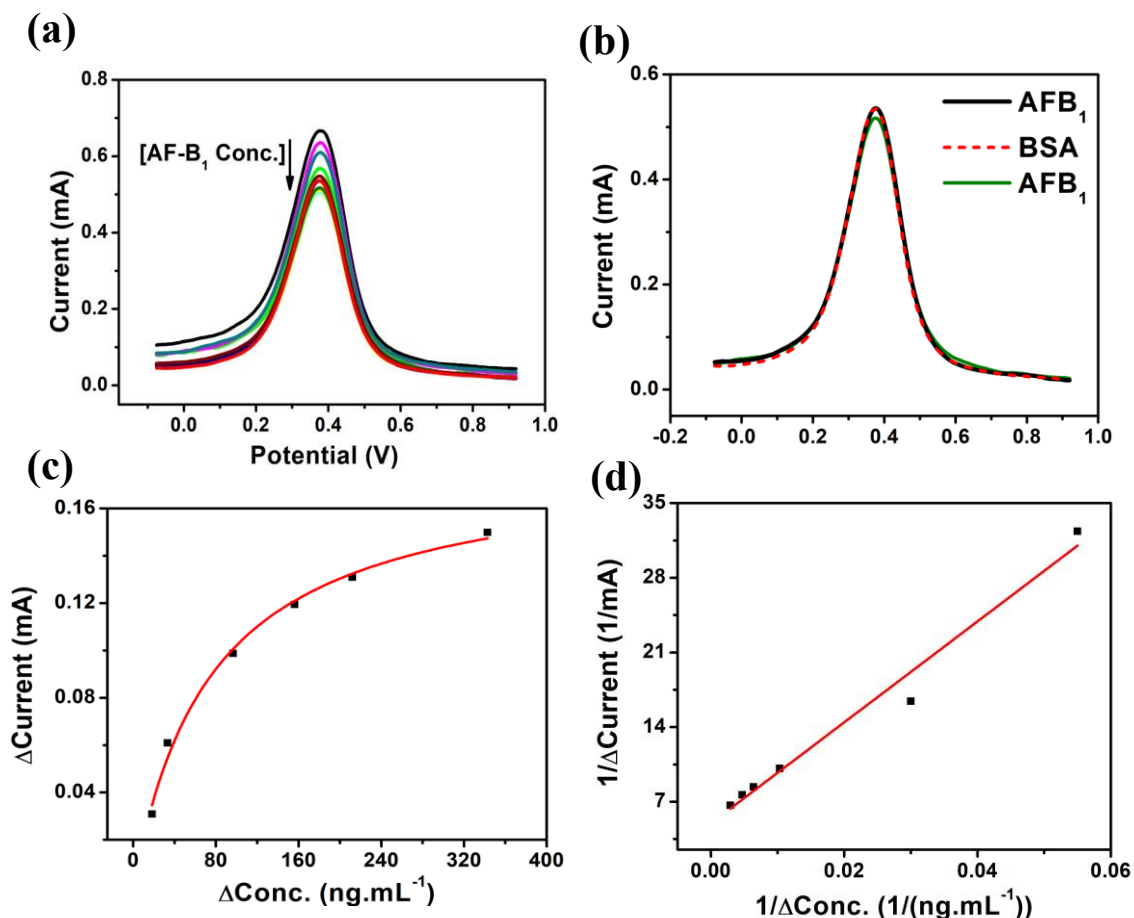 (a)
0.8
0.6
0.4
0.2
0.0
Current (mA)
[AF-B₁ Conc.]
0.0 0.2 0.4 0.6 0.8 1.0
Potential (V)
(b)
0.6
0.4
0.2
0.0
Current (mA)
AFB₁
BSA
AFB₁
-0.2 0.0 0.2 0.4 0.6 0.8 1.0
(c)
0.16
0.12
0.08
0.04
ΔCurrent (mA)
0 80 160 240 320 400
ΔConc. (ng.mL⁻¹)
(d)
35
28
21
14
7
1/ΔCurrent (1/mA)
0.00 0.02 0.04 0.06
1/ΔConc. (1/(ng.mL⁻¹))